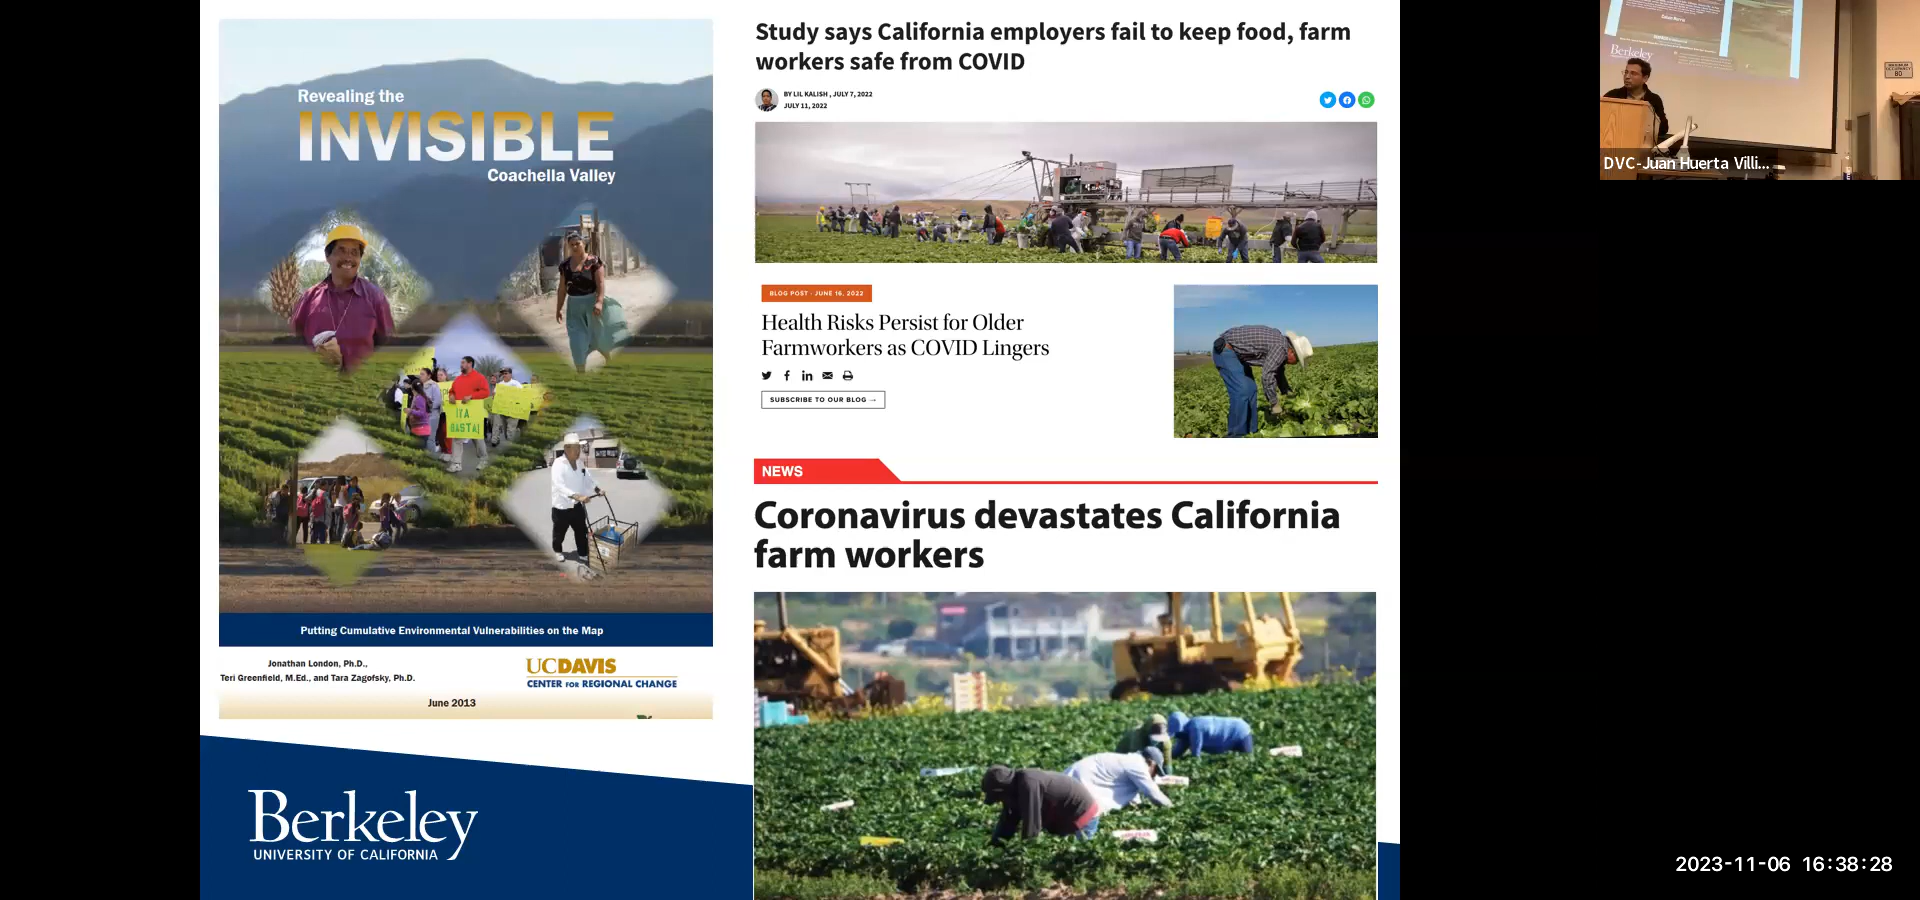 Revealing the
INVISIBLE
Coachella Valley
¡YA
BASTA!
Putting Cumulative Environmental Vulnerabilities on the Map
Jonathan London, Ph.D.,
Teri Greenfield, M.Ed., and Tara Zagofsky, Ph.D.
UCDAVIS
CENTER FOR REGIONAL CHANGE
June 2013
Berkeley
UNIVERSITY OF CALIFORNIA
Study says California employers fail to keep food, farm
workers safe from COVID
BY LIL KALISH , JULY 7, 2022
JULY 11, 2022
BLOG POST · JUNE 16, 2022
Health Risks Persist for Older
Farmworkers as COVID Lingers
SUBSCRIBE TO OUR BLOG →
NEWS
Coronavirus devastates California
farm workers
Berkeley
DVC-Juan Huerta Villi...
2023-11-06 16:38:28